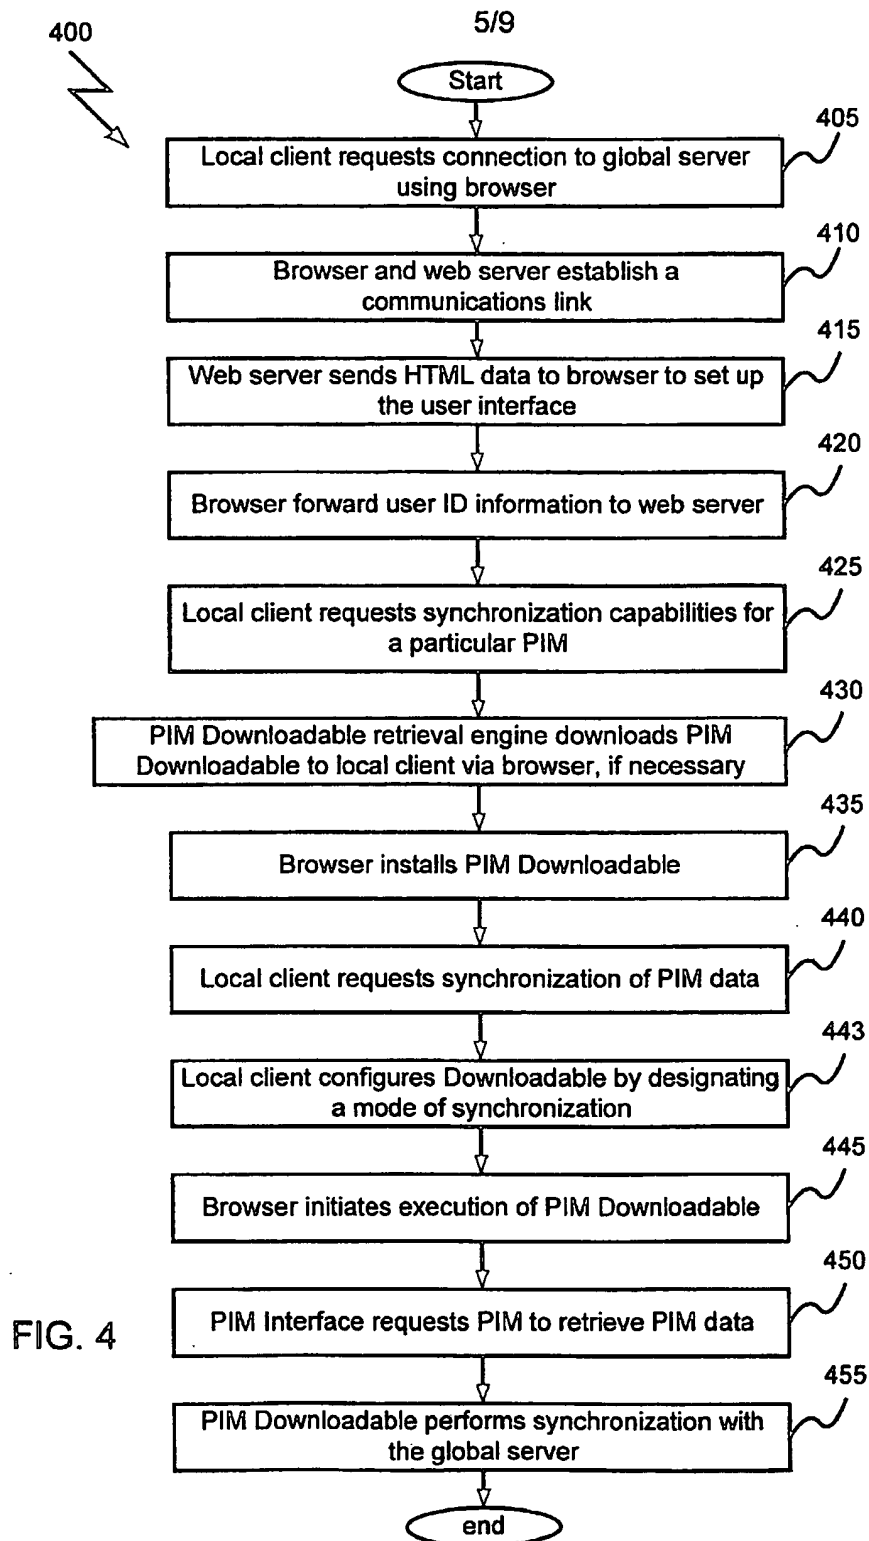 400
5/9
Start
405
Local client requests connection to global server
using browser
410
Browser and web server establish a
communications link
415
Web server sends HTML data to browser to set up
the user interface
420
Browser forward user ID information to web server
425
Local client requests synchronization capabilities for
a particular PIM
430
PIM Downloadable retrieval engine downloads PIM
Downloadable to local client via browser, if necessary
435
Browser installs PIM Downloadable
440
Local client requests synchronization of PIM data
443
Local client configures Downloadable by designating
a mode of synchronization
445
Browser initiates execution of PIM Downloadable
450
PIM Interface requests PIM to retrieve PIM data
FIG. 4
455
PIM Downloadable performs synchronization with
the global server
end